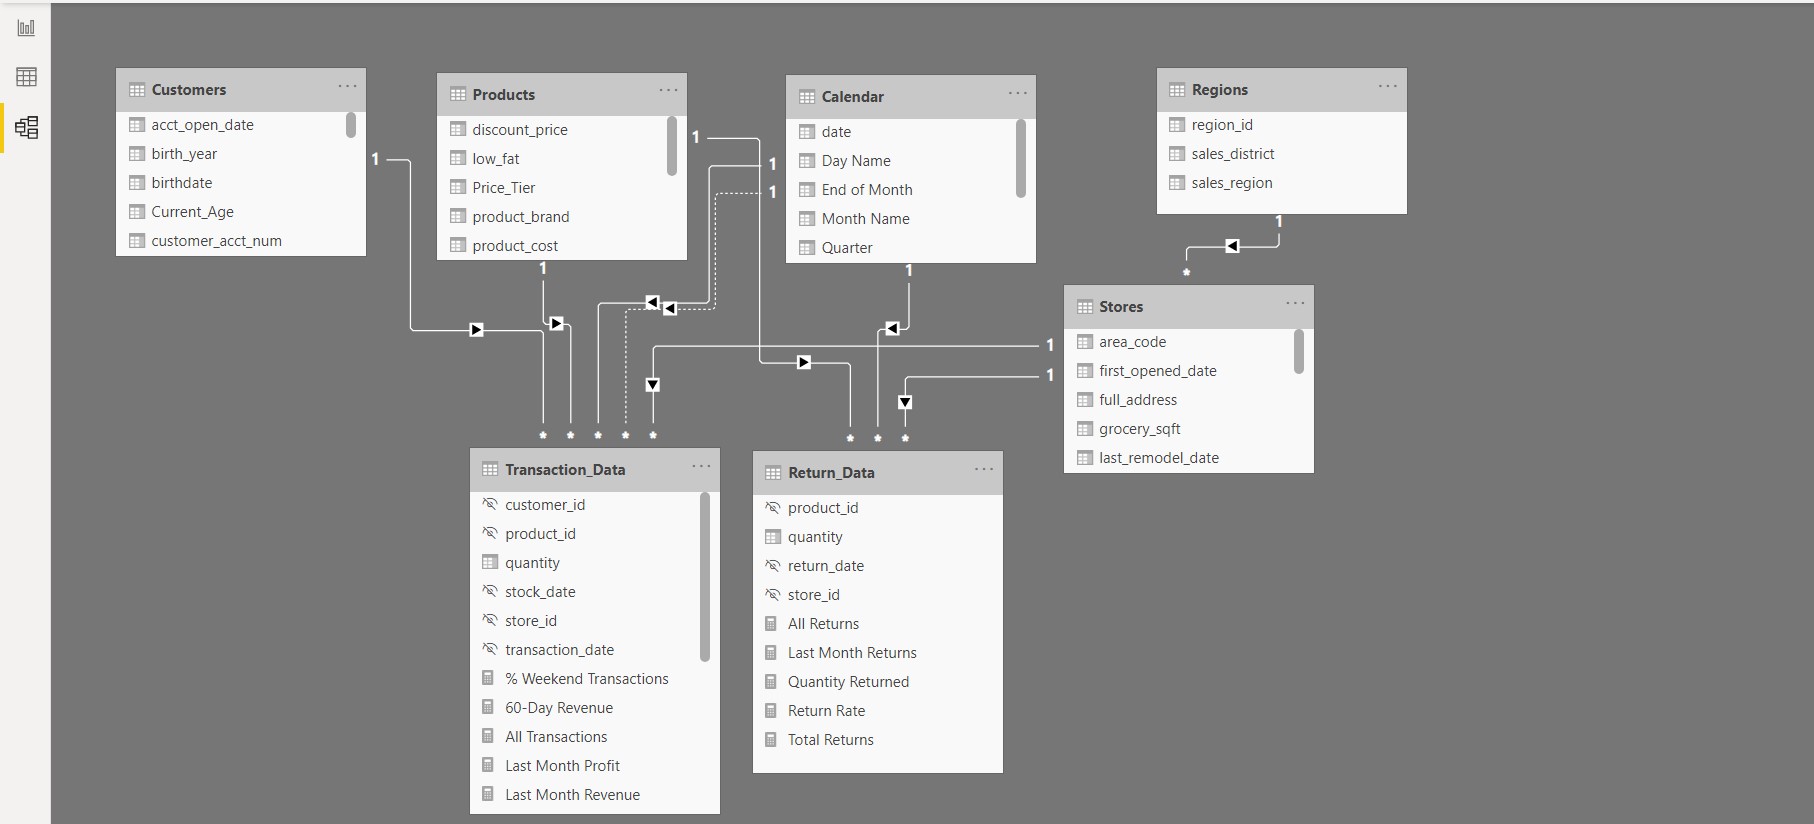 Customers
acct_open_date
birth_year
birthdate
Current_Age
customer_acct_num
1
Products
discount_price
low_fat
Price_Tier
product_brand
product_cost
1
1
Calendar
date
Day Name
End of Month
Month Name
Quarter
1
1
1
Regions
region_id
sales_district
sales_region
1
*
Stores
area_code
first_opened_date
full_address
grocery_sqft
last_remodel_date
1
1
* * * * *
Transaction_Data
customer_id
product_id
quantity
stock_date
store_id
transaction_date
% Weekend Transactions
60-Day Revenue
All Transactions
Last Month Profit
Last Month Revenue
* * *
Return_Data
product_id
quantity
return_date
store_id
All Returns
Last Month Returns
Quantity Returned
Return Rate
Total Returns